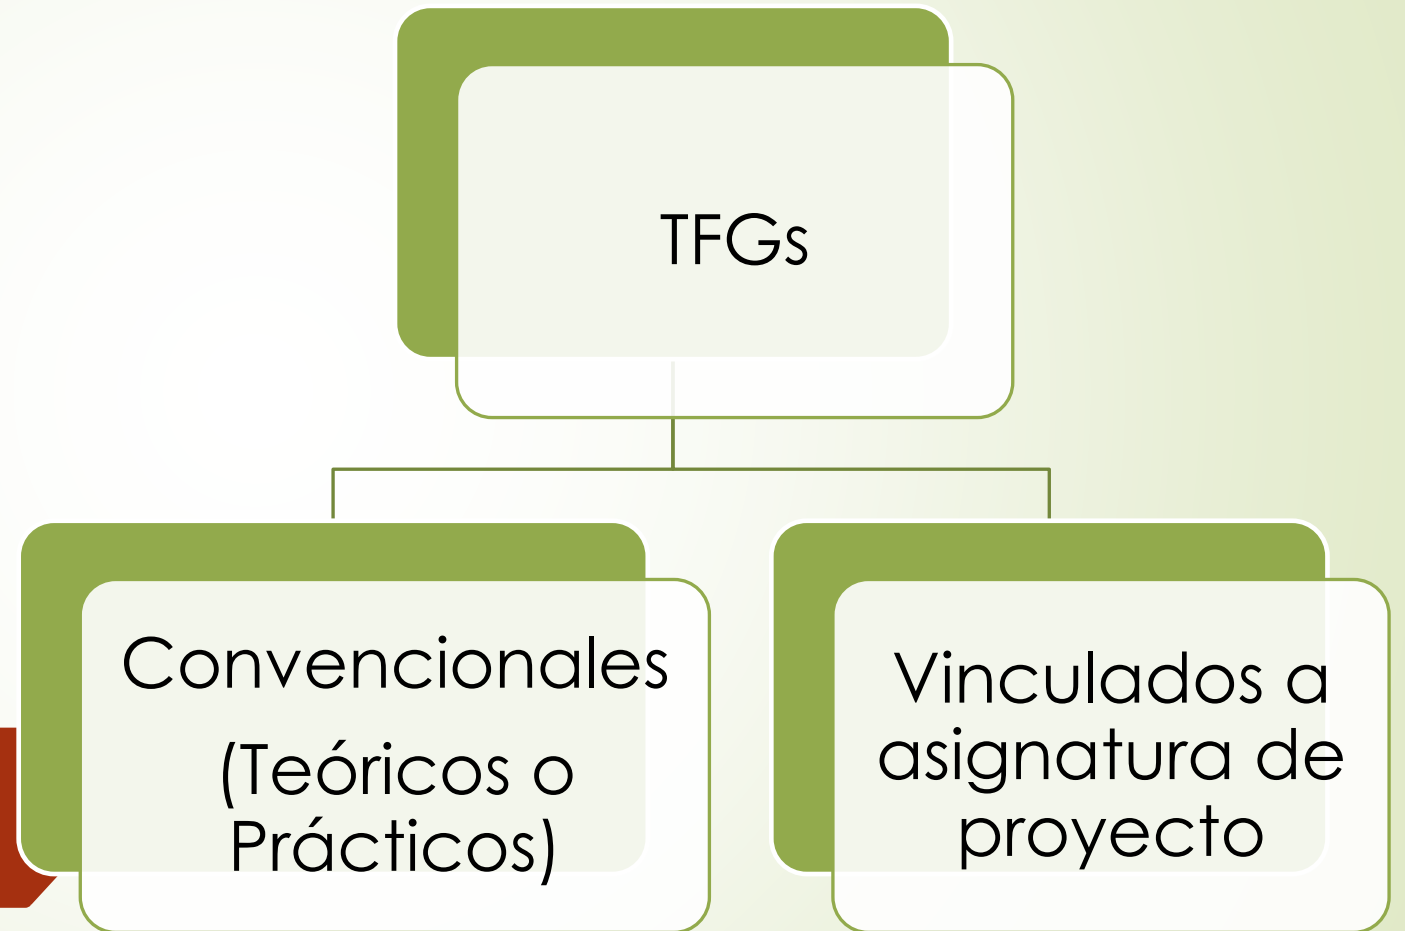 TFGs
Convencionales
(Teóricos o
Prácticos)
Vinculados a
asignatura de
proyecto